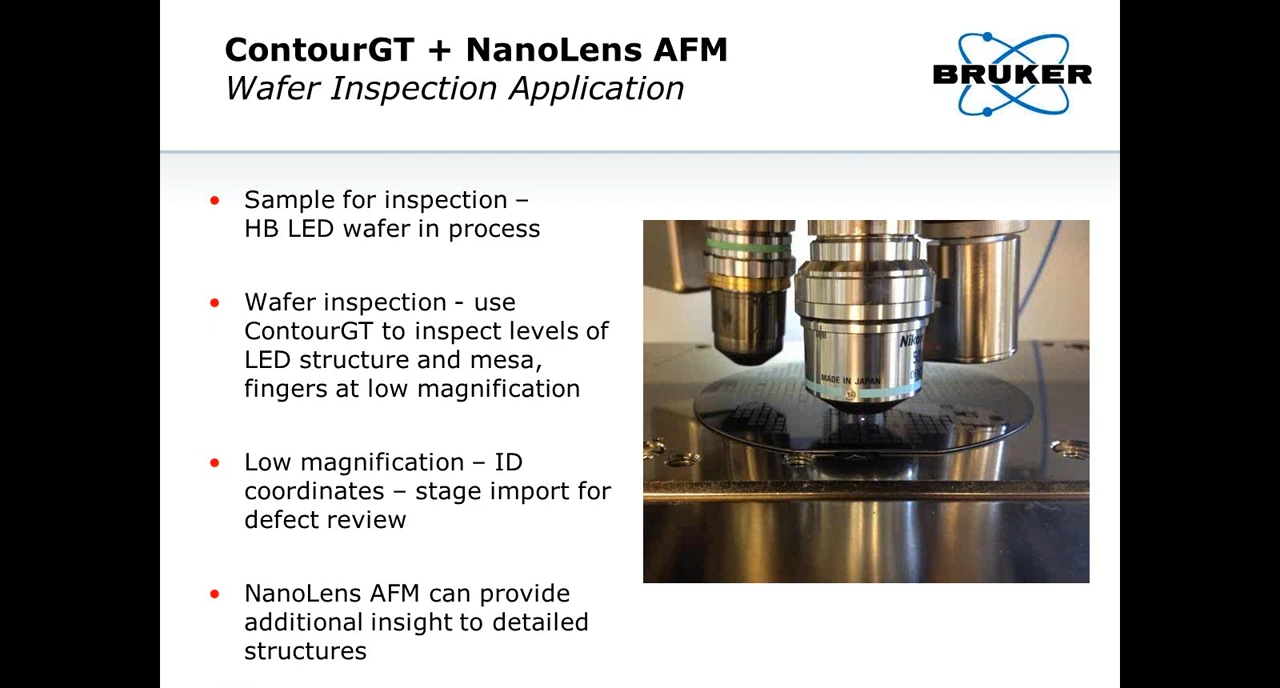 ContourGT + NanoLens AFM
Wafer Inspection Application
BRUKER
• Sample for inspection –
HB LED wafer in process
• Wafer inspection - use
ContourGT to inspect levels of
LED structure and mesa,
fingers at low magnification
• Low magnification – ID
coordinates – stage import for
defect review
• NanoLens AFM can provide
additional insight to detailed
structures
MADE IN JAPAN